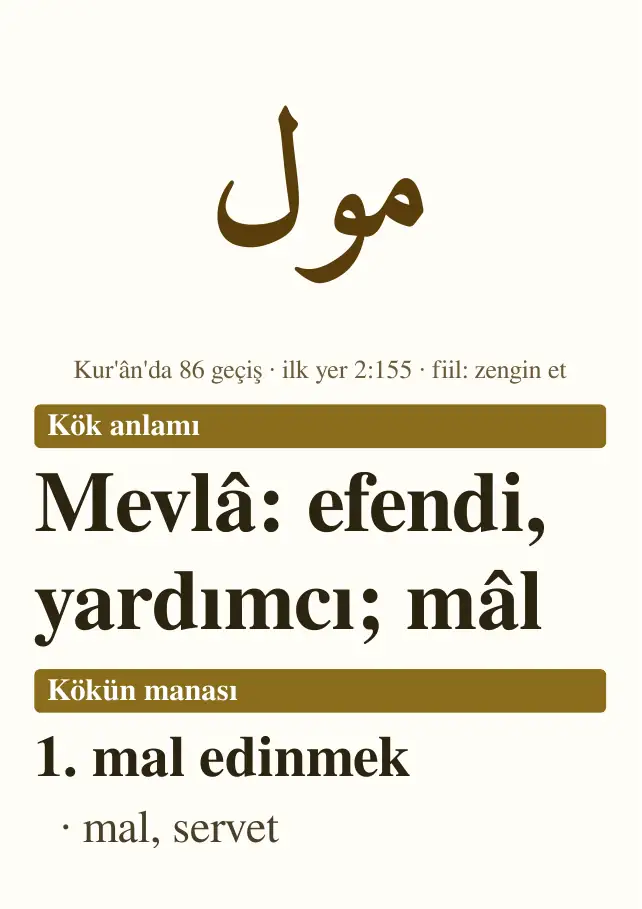 مول
Kur'ân'da 86 geçiş · ilk yer 2:155 · fiil: zengin et
Kök anlamı
Mevlâ: efendi,
yardımcı; mâl
Kökün manası
1. mal edinmek
· mal, servet